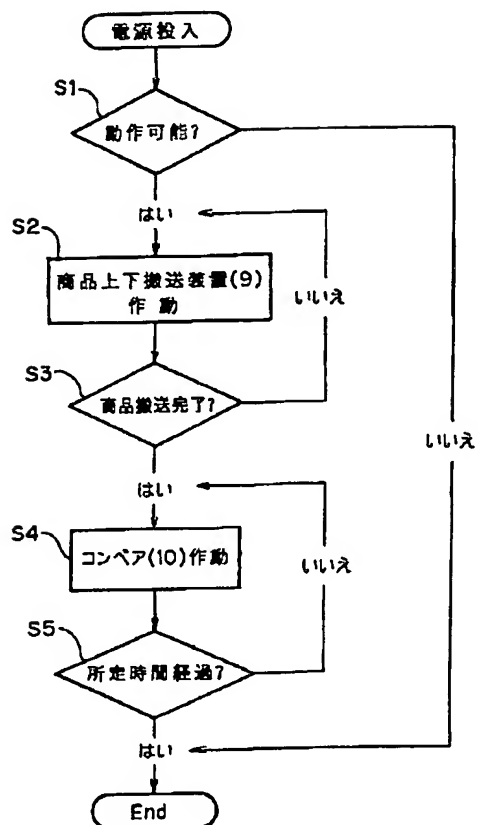 電源投入
S1
動作可能?
はい
S2
商品上下搬送装置(9)
作動
いいえ
S3
商品搬送完了?
いいえ
はい
S4
コンベア(10)作動
いいえ
S5
所定時間経過?
はい
End